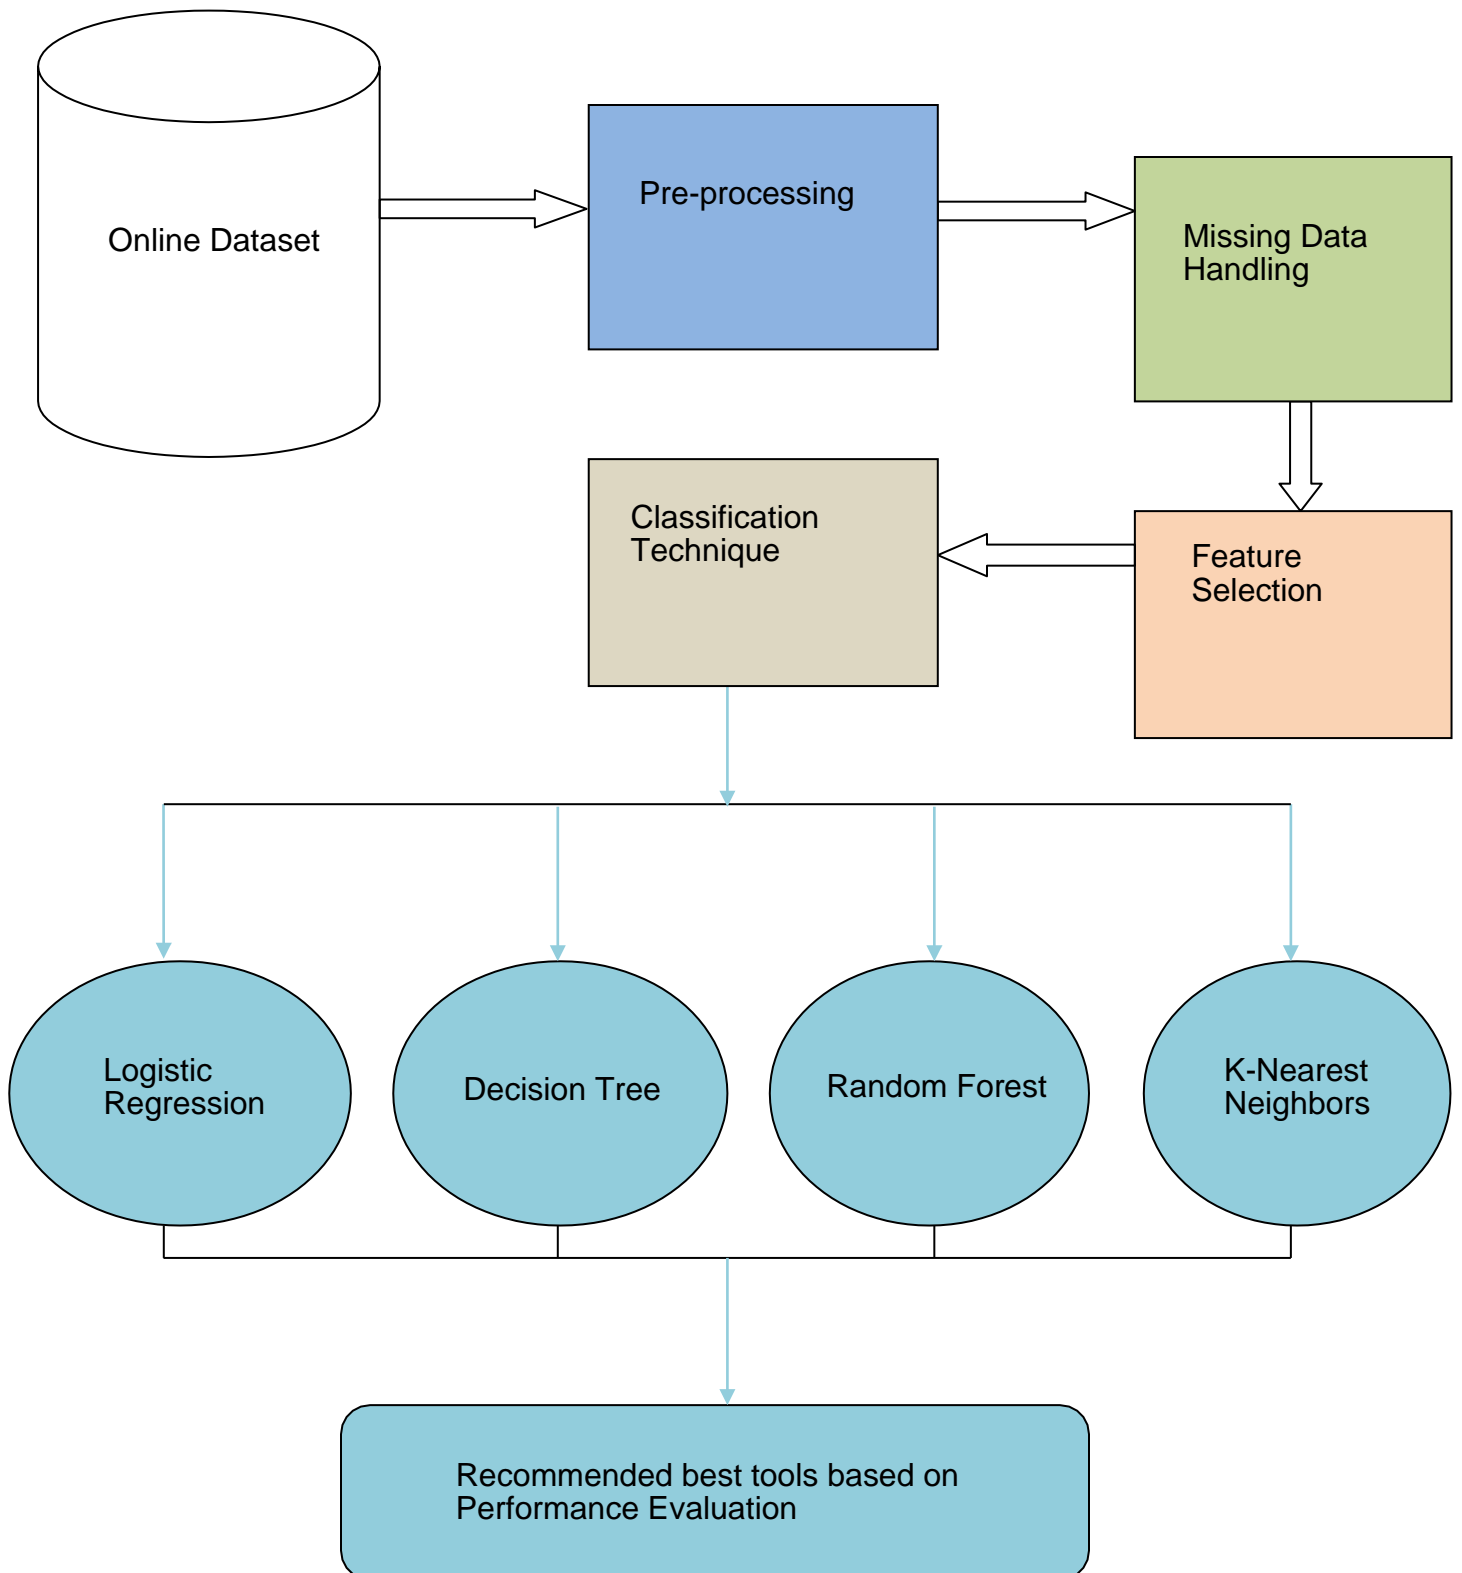 Online Dataset
Pre-processing
Missing Data
Handling
Classification
Technique
Feature
Selection
Logistic
Regression
Decision Tree
Random Forest
K-Nearest
Neighbors
Recommended best tools based on
Performance Evaluation